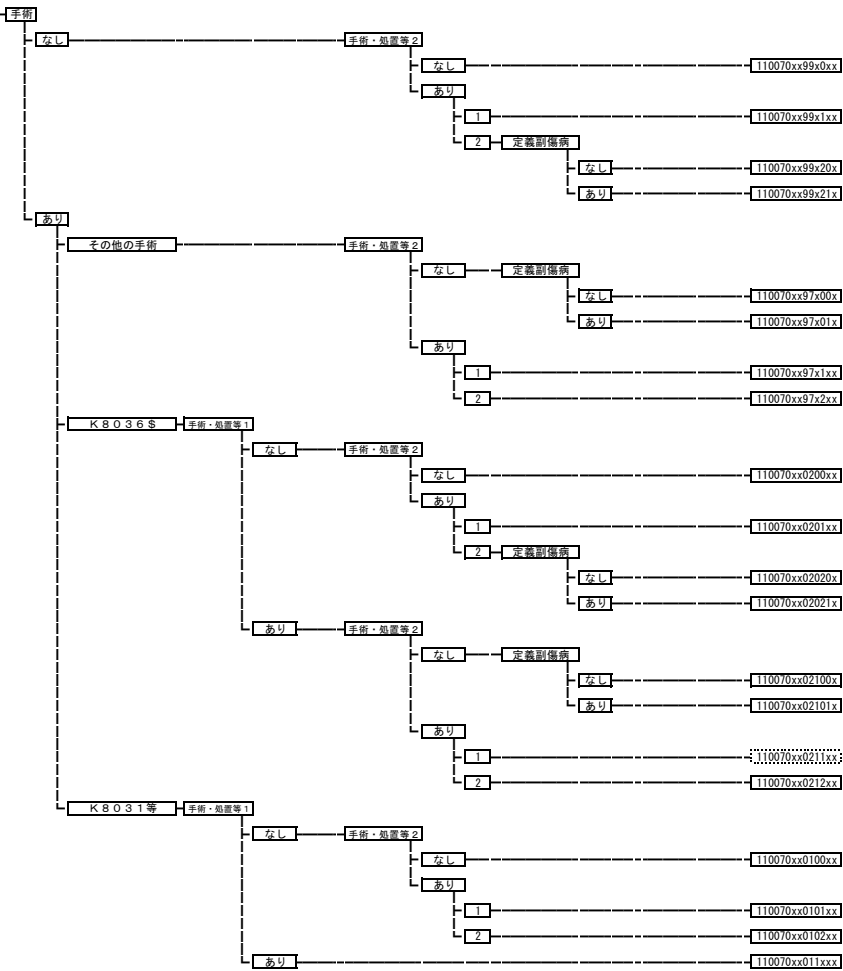 手術
なし 手術・処置等２
なし 110070xx99x0xx
あり
1 110070xx99x1xx
2 定義副傷病
なし 110070xx99x20x
あり 110070xx99x21x
あり
その他の手術 手術・処置等２
なし 定義副傷病
なし 110070xx97x00x
あり 110070xx97x01x
あり
1 110070xx97x1xx
2 110070xx97x2xx
Ｋ８０３６$ 手術・処置等１
なし 手術・処置等２
なし 110070xx0200xx
あり
1 110070xx0201xx
2 定義副傷病
なし 110070xx02020x
あり 110070xx02021x
あり 手術・処置等２
なし 定義副傷病
なし 110070xx02100x
あり 110070xx02101x
あり
1 110070xx0211xx
2 110070xx0212xx
Ｋ８０３１等 手術・処置等１
なし 手術・処置等２
なし 110070xx0100xx
あり
1 110070xx0101xx
2 110070xx0102xx
あり 110070xx011xxx